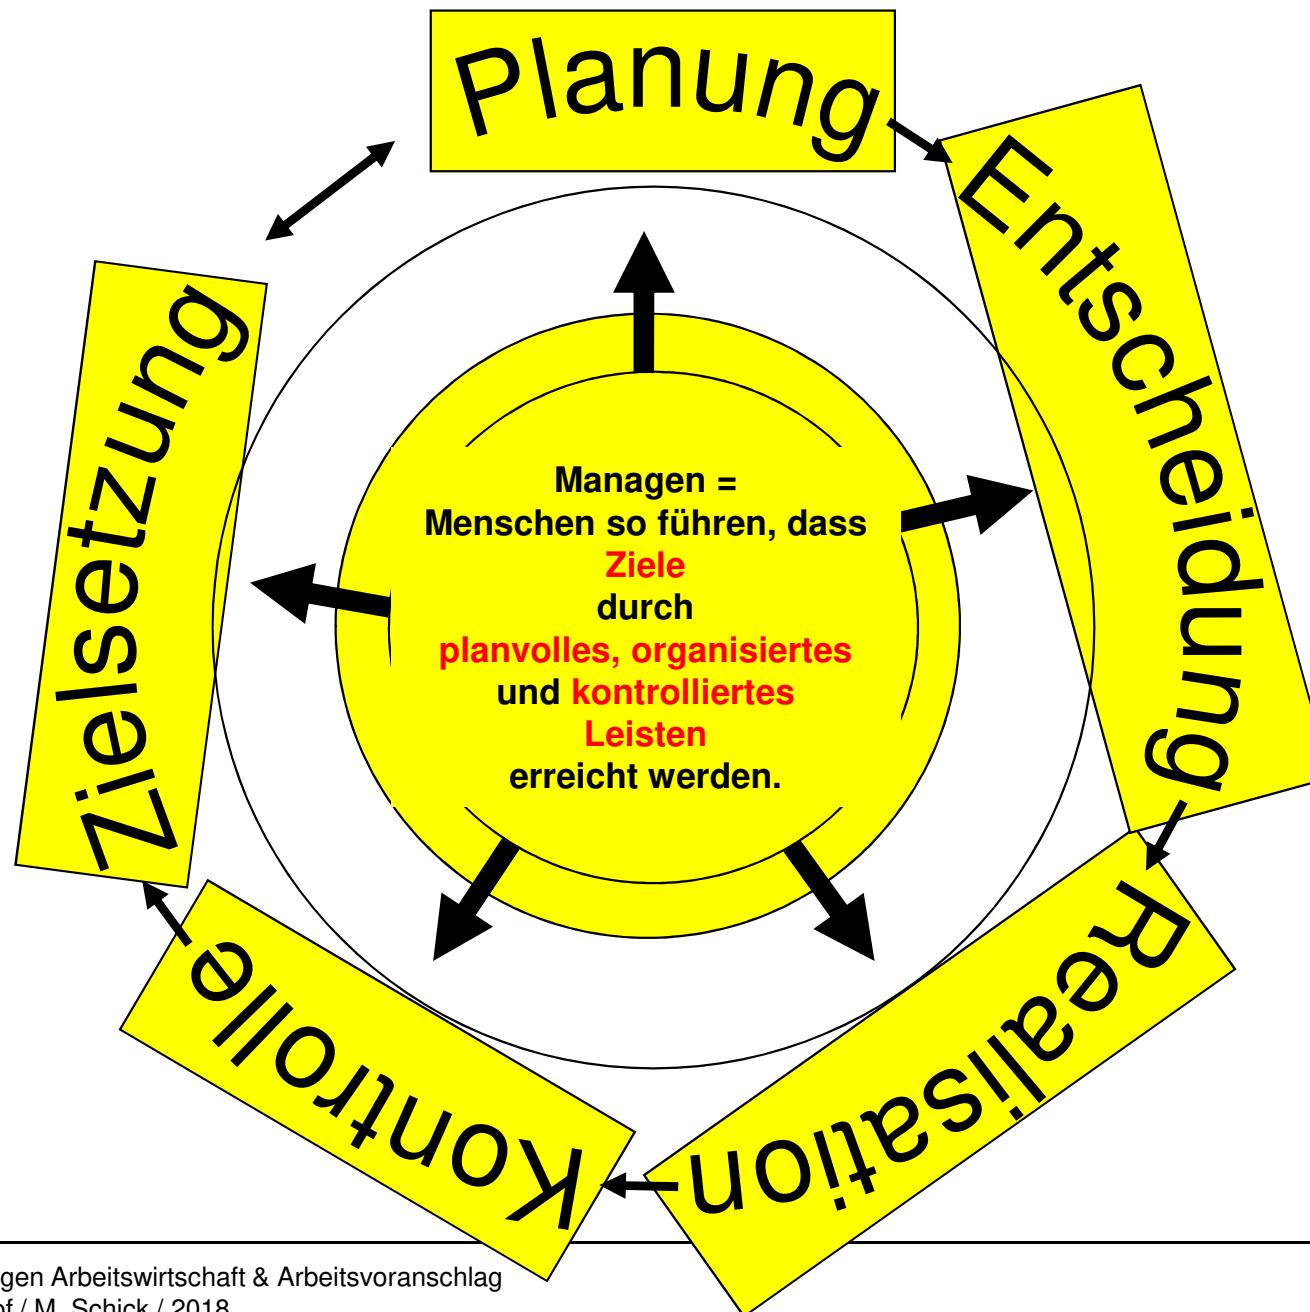 Planung
Entscheidung
Realisation
Kontrolle
Zielsetzung
Managen =
Menschen so führen, dass
Ziele
durch
planvolles, organisiertes
und kontrolliertes
Leisten
erreicht werden.
Arbeitswirtschaft & Arbeitsvoranschlag
/ M. Schick / 2018